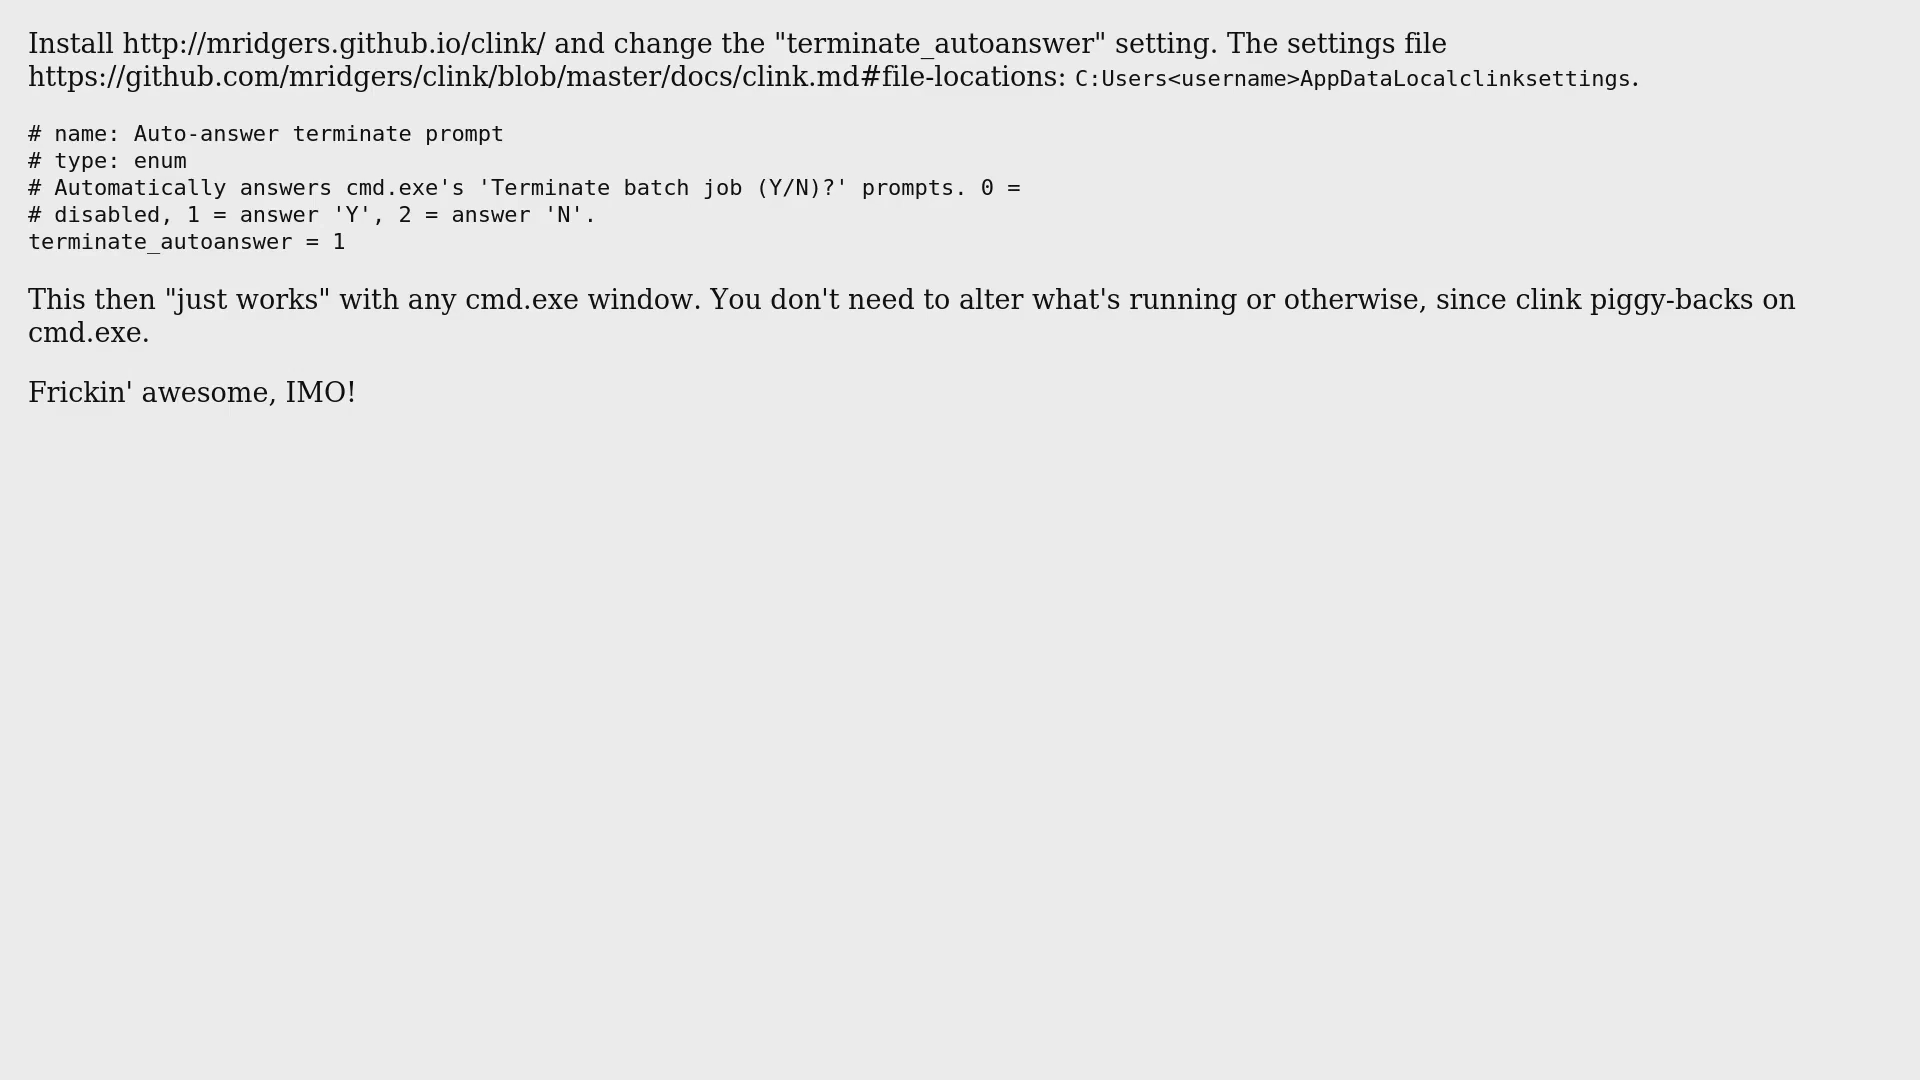 Install http://mridgers.github.io/clink/ and change the "terminate_autoanswer" setting. The settings file
https://github.com/mridgers/clink/blob/master/docs/clink.md#file-locations: C:Users<username>AppDataLocalclinksettings.
# name: Auto-answer terminate prompt
# type: enum
# Automatically answers cmd.exe's 'Terminate batch job (Y/N)?' prompts. 0 =
# disabled, 1 = answer 'Y', 2 = answer 'N'.
terminate_autoanswer = 1
This then "just works" with any cmd.exe window. You don't need to alter what's running or otherwise, since clink piggy-backs on
cmd.exe.
Frickin' awesome, IMO!